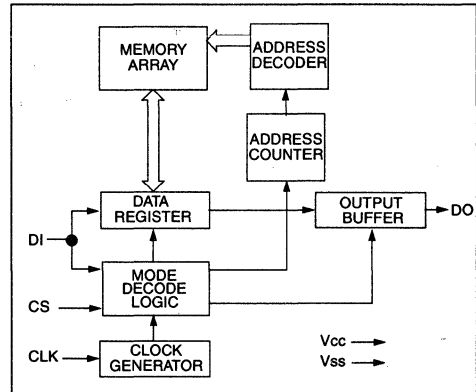 MEMORY
ARRAY
ADDRESS
DECODER
ADDRESS
COUNTER
DATA
REGISTER
OUTPUT
BUFFER
DO
DI
MODE
DECODE
LOGIC
CS
CLK
CLOCK
GENERATOR
Vcc
Vss